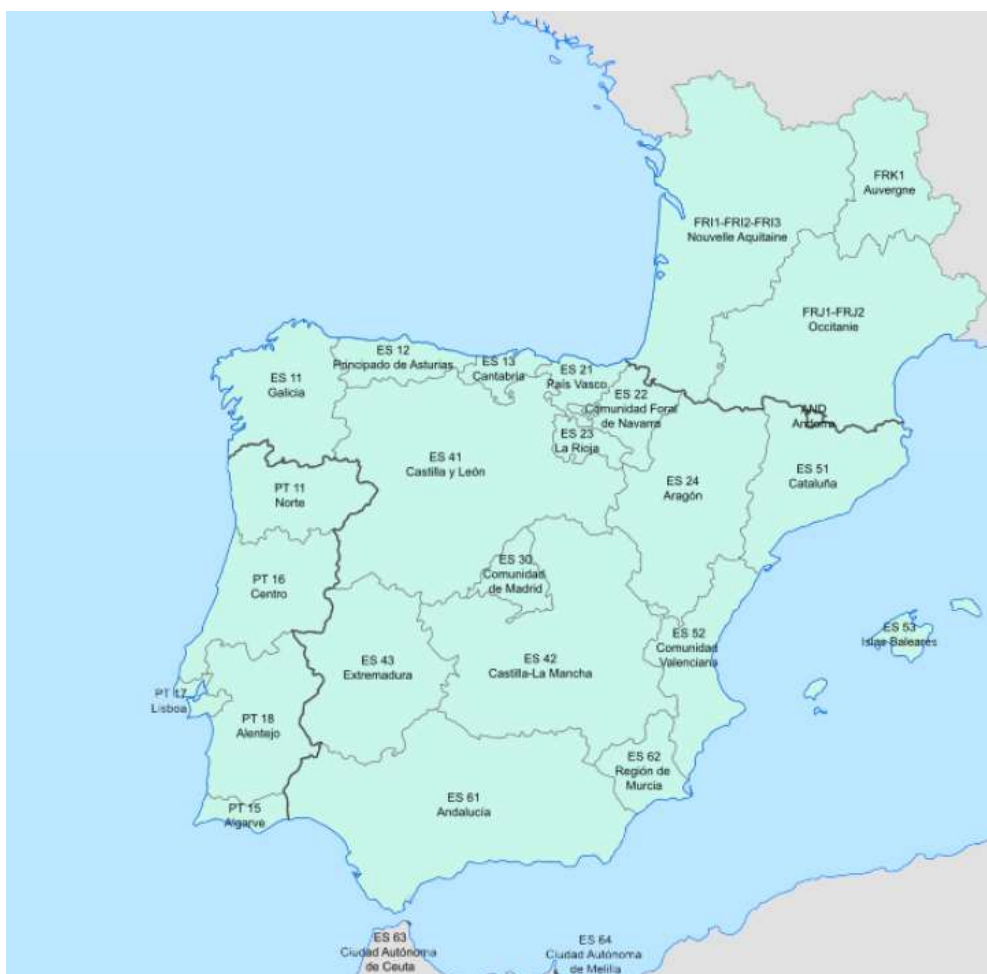 FRK1
Auvergne
FRI1-FRI2-FRI3
Nouvelle Aquitaine
FRJ1-FRJ2
Occitanie
ES 12
Principado de Asturias
ES 13
Cantabria
ES 21
País Vasco
ES 11
Galicia
ES 22
Comunidad Foral
de Navarra
AND
Andorra
ES 23
La Rioja
ES 41
Castilla y León
ES 24
Aragón
ES 51
Cataluña
PT 11
Norte
ES 30
Comunidad
de Madrid
PT 16
Centro
ES 53
Islas Baleares
ES 52
Comunidad
Valenciana
ES 43
Extremadura
ES 42
Castilla-La Mancha
PT 17
Lisboa
PT 18
Alentejo
ES 62
Región de
Murcia
ES 61
Andalucía
PT 15
Algarve
ES 63
Ciudad Autónoma
de Ceuta
ES 64
Ciudad Autónoma
de Melilla